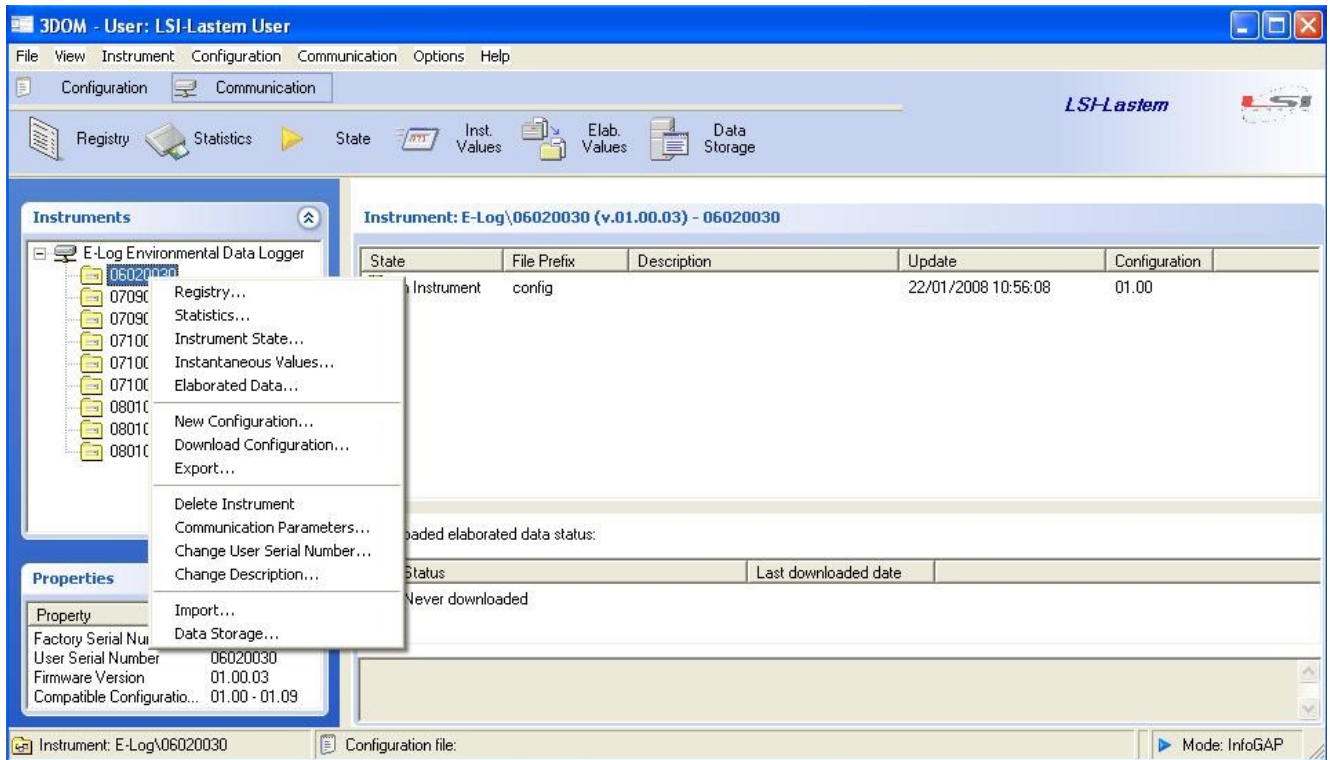 3DOM - User: LSI-Lastem User
File View Instrument Configuration Communication Options Help
Configuration Communication
LSI-Lastem LSI
Registry Statistics State Inst. Values Elab. Values Data Storage
Instruments
E-Log Environmental Data Logger
06020030
0709
0709
0710
0710
0710
0801
0801
0801
Registry...
Statistics...
Instrument State...
Instantaneous Values...
Elaborated Data...
New Configuration...
Download Configuration...
Export...
Delete Instrument
Communication Parameters...
Change User Serial Number...
Change Description...
Import...
Data Storage...
Properties
Property
Factory Serial Nu
User Serial Number 06020030
Firmware Version 01.00.03
Compatible Configuratio... 01.00 - 01.09
Instrument: E-Log\06020030 (v.01.00.03) - 06020030
State File Prefix Description Update Configuration
Instrument config 22/01/2008 10:56:08 01.00
elaborated data status:
Status Last downloaded date
Never downloaded
Instrument: E-Log\06020030 Configuration file: Mode: InfoGAP